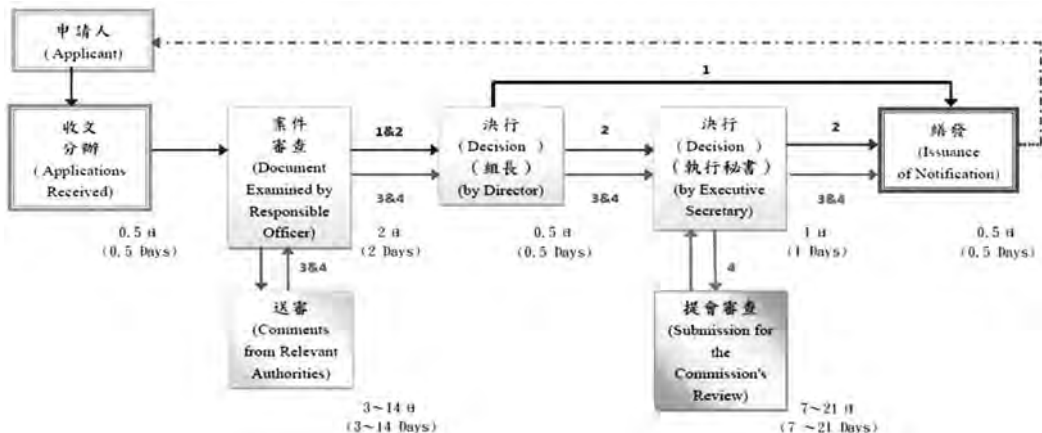 申請人
(Applicant)
收文
分辦
(Applications
Received)
0.5 日
(0.5 Days)
案件
審查
(Document
Examined by
Responsible
Officer)
2 日
(2 Days)
1&2
3&4
3&4
送審
(Comments
from Relevant
Authorities)
3~14 日
(3~14 Days)
決行
(Decision )
(組長)
(by Director)
0.5 日
(0.5 Days)
1
2
3&4
決行
(Decision )
(執行秘書)
(by Executive
Secretary)
1 日
(1 Days)
2
3&4
4
提會審查
(Submission for
the
Commission's
Review)
7~21 日
(7 ~21 Days)
繕發
(Issuance
of Notification)
0.5 日
(0.5 Days)